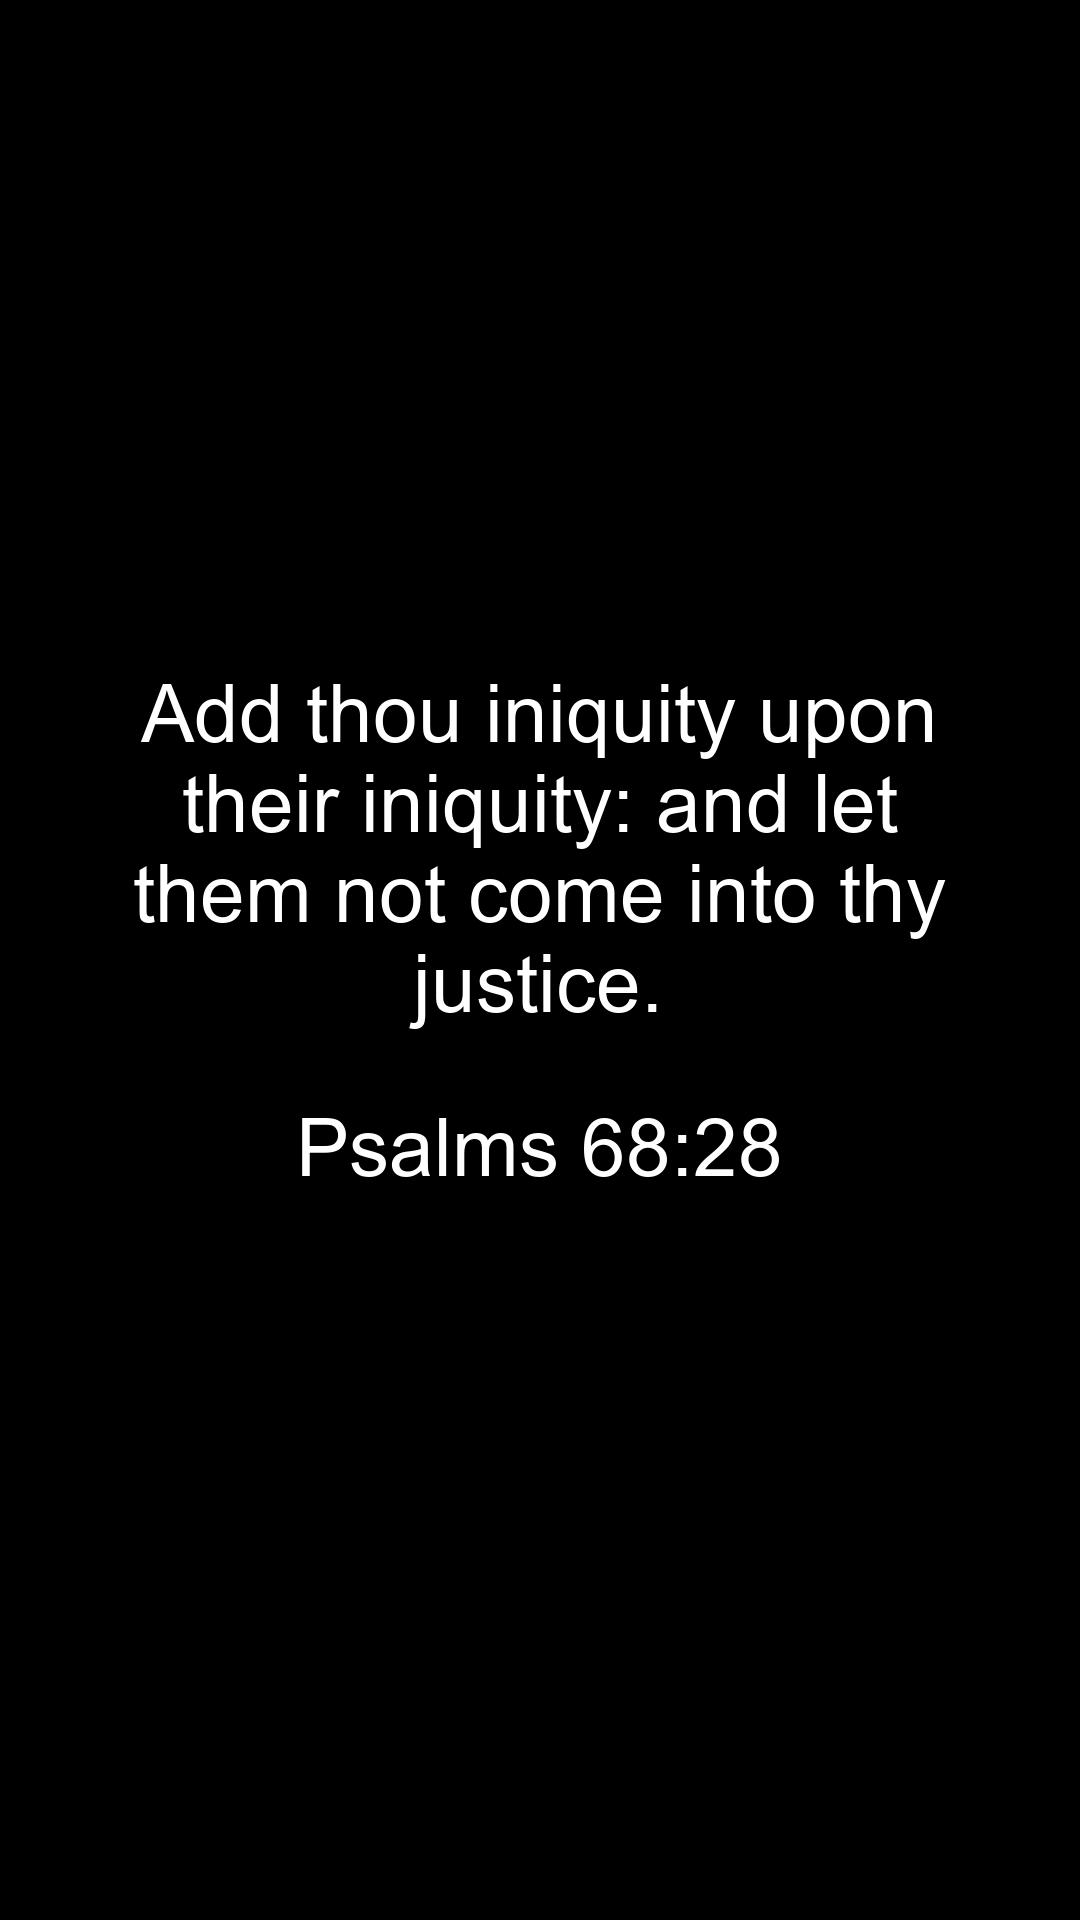 Add thou iniquity upon
their iniquity: and let
them not come into thy
justice.
Psalms 68:28